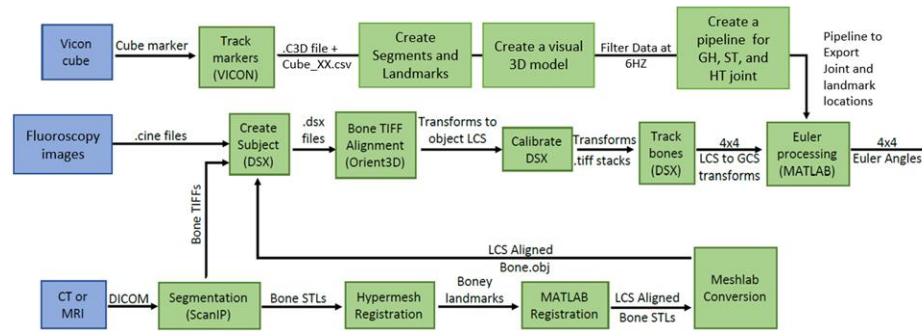 Vicon
cube
Cube marker
Track
markers
(VICON)
.C3D file +
Cube_XX.csv
Create
Segments and
Landmarks
Create a visual
3D model
Filter Data at
6HZ
Create a
pipeline for
GH, ST, and
HT joint
Pipeline to
Export
Joint and
landmark
locations
Fluoroscopy
images
.cine files
Create
Subject
(DSX)
.dsx
files
Bone TIFF
Alignment
(Orient3D)
Transforms to
object LCS
Calibrate
DSX
Transforms
.tiff stacks
Track
bones
(DSX)
4x4
LCS to GCS
transforms
Euler
processing
(MATLAB)
4x4
Euler Angles
Bone TIFFs
LCS Aligned
Bone.obj
CT or
MRI
DICOM
Segmentation
(ScanIP)
Bone STLs
Hypermesh
Registration
Boney
landmarks
MATLAB
Registration
LCS Aligned
Bone STLs
Meshlab
Conversion